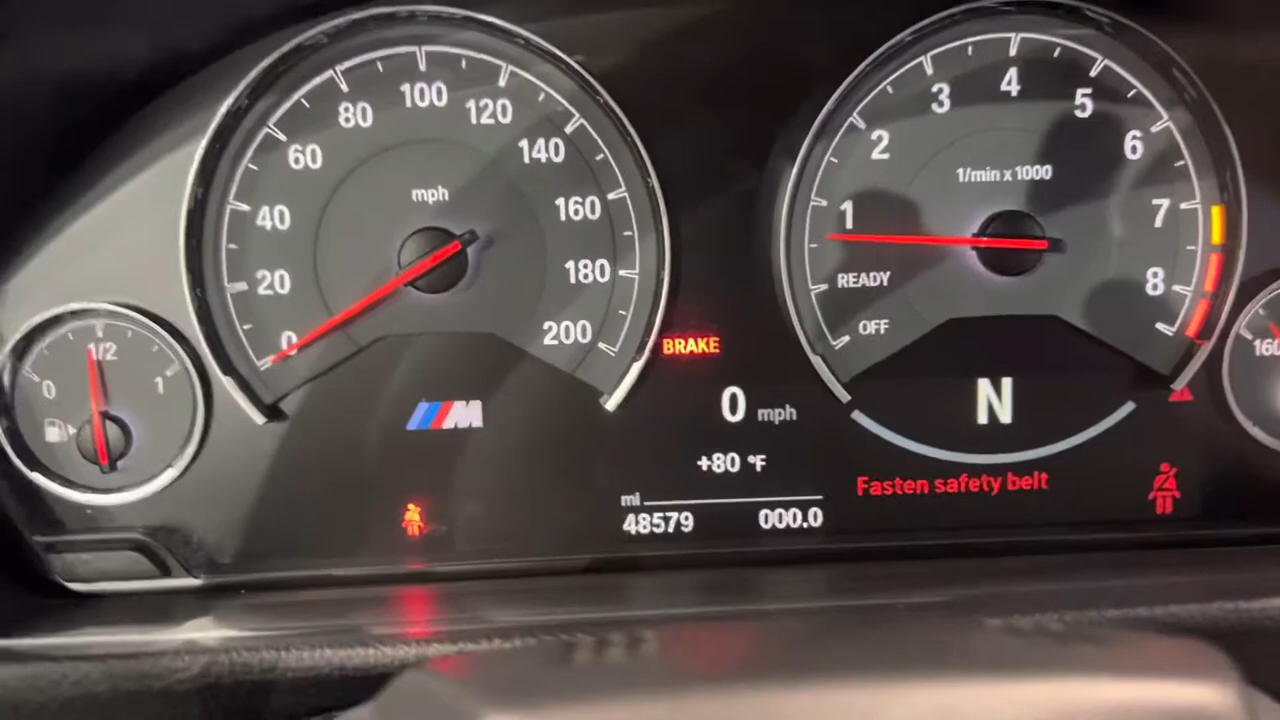 0
20
40
60
80
100
120
140
160
180
200
mph
0
1/2
1
M
BRAKE
0 mph
+80 °F
mi
48579 000.0
OFF
READY
1
2
3
4
5
6
7
8
1/min x 1000
N
Fasten safety belt
160